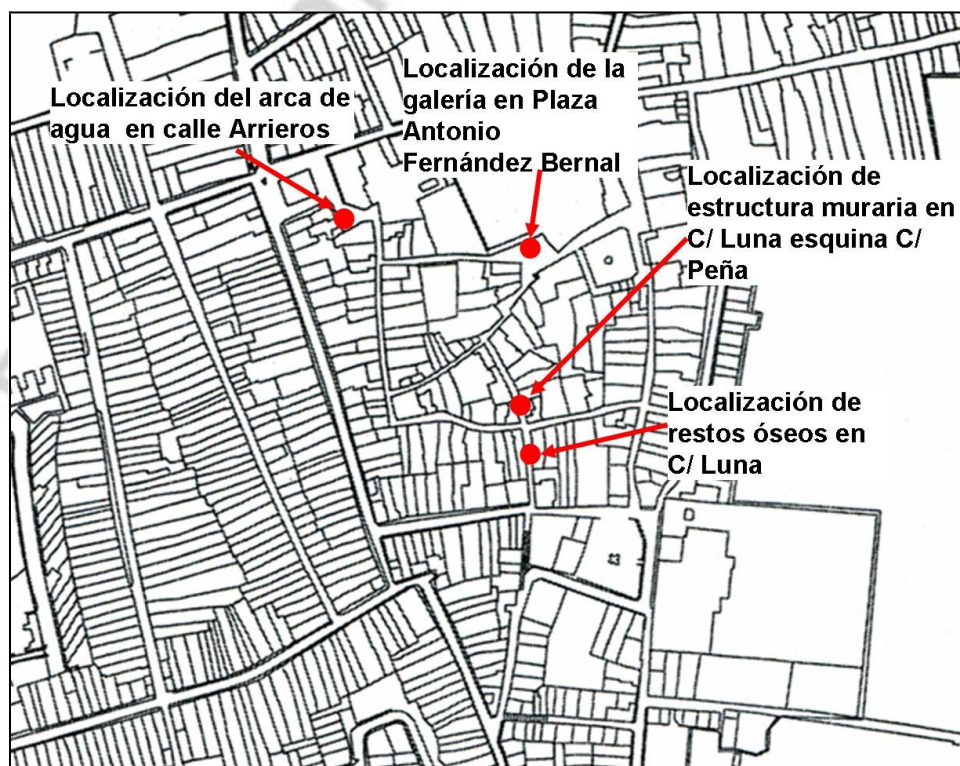 Localización del arca de
agua en calle Arrieros
Localización de la
galería en Plaza
Antonio
Fernández Bernal
Localización de
estructura muraria en
C/ Luna esquina C/
Peña
Localización de
restos óseos en
C/ Luna